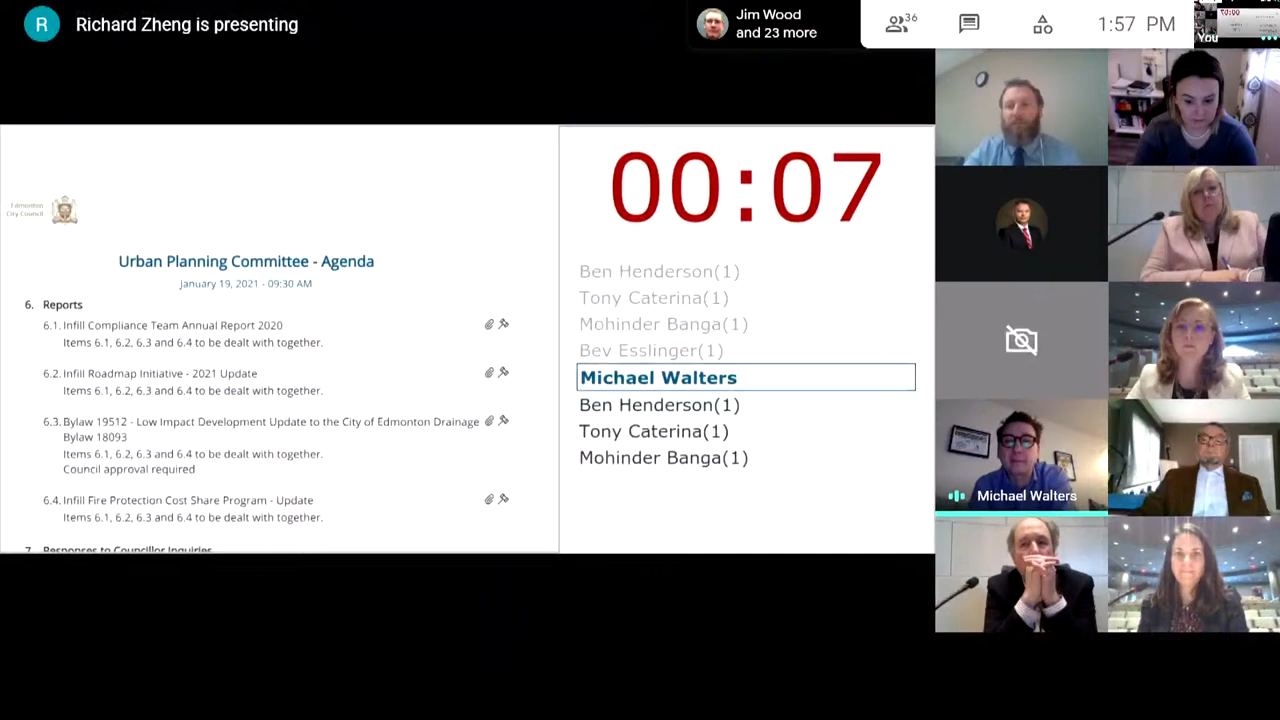 R
Richard Zheng is presenting
Jim Wood
and 23 more
36
1:57 PM
00:07
You
Edmonton
City Council
Urban Planning Committee - Agenda
January 19, 2021 - 09:30 AM
6. Reports
6.1. Infill Compliance Team Annual Report 2020
Items 6.1, 6.2, 6.3 and 6.4 to be dealt with together.
6.2. Infill Roadmap Initiative - 2021 Update
Items 6.1, 6.2, 6.3 and 6.4 to be dealt with together.
6.3. Bylaw 19512 - Low Impact Development Update to the City of Edmonton Drainage
Bylaw 18093
Items 6.1, 6.2, 6.3 and 6.4 to be dealt with together.
Council approval required
6.4. Infill Fire Protection Cost Share Program - Update
Items 6.1, 6.2, 6.3 and 6.4 to be dealt with together.
7. Responses to Councillor Inquiries
00:07
Ben Henderson(1)
Tony Caterina(1)
Mohinder Banga(1)
Bev Esslinger(1)
Michael Walters
Ben Henderson(1)
Tony Caterina(1)
Mohinder Banga(1)
Michael Walters